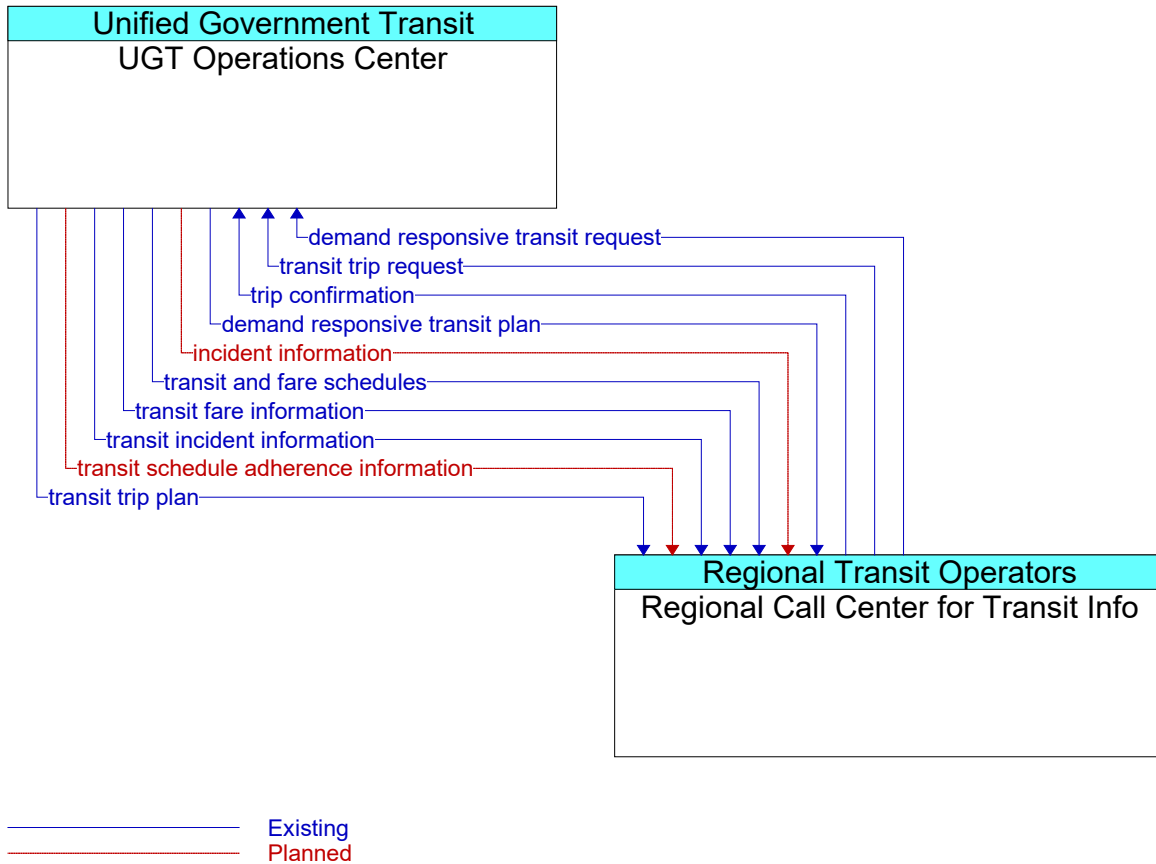 Unified Government Transit
UGT Operations Center
demand responsive transit request
transit trip request
trip confirmation
demand responsive transit plan
incident information
transit and fare schedules
transit fare information
transit incident information
transit schedule adherence information
transit trip plan
Regional Transit Operators
Regional Call Center for Transit Info
Existing
Planned